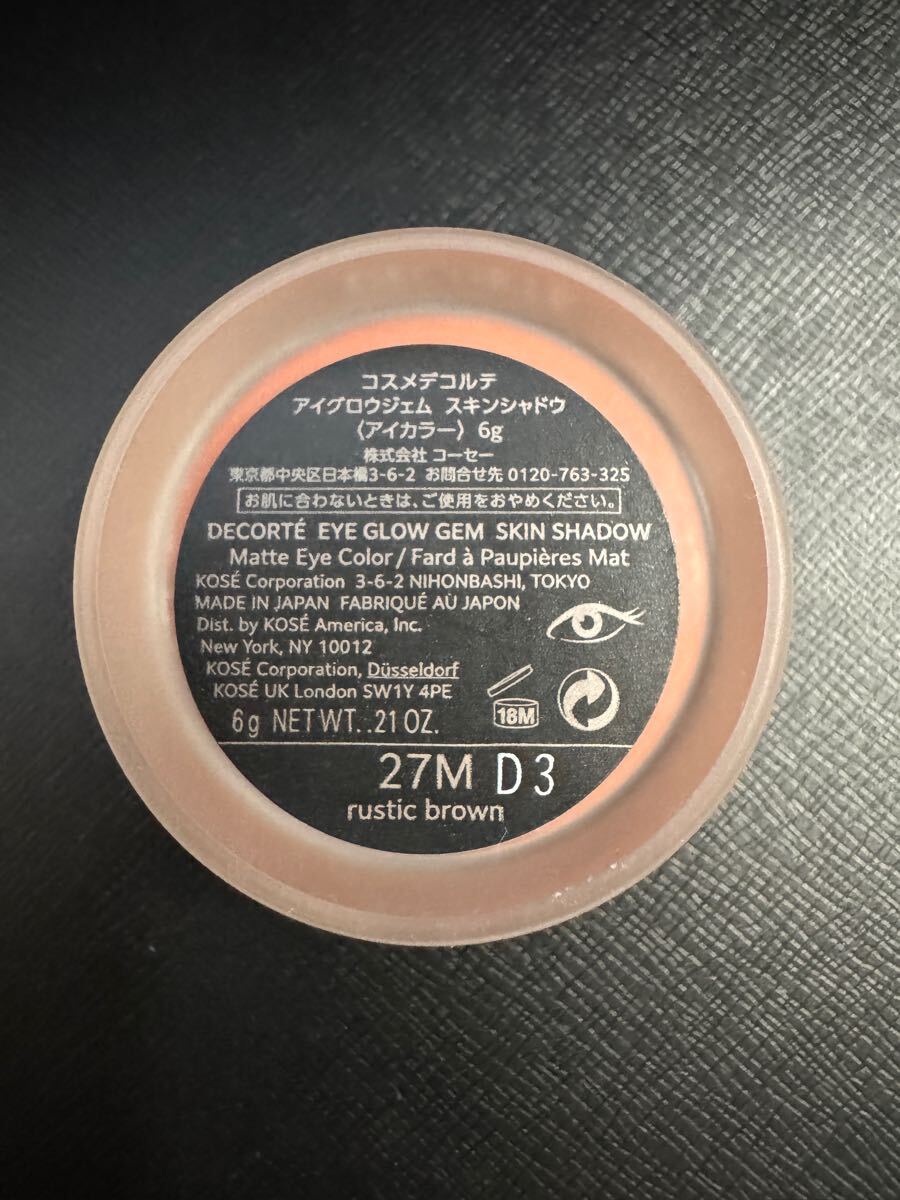 コスメデコルテ
アイグロウジェム スキンシャドウ
〈アイカラー〉 6g
株式会社 コーセー
東京都中央区日本橋3-6-2 お問合せ先 0120-763-325
お肌に合わないときは、ご使用をおやめください。
DECORTÉ EYE GLOW GEM SKIN SHADOW
Matte Eye Color / Fard à Paupières Mat
KOSÉ Corporation 3-6-2 NIHONBASHI, TOKYO
MADE IN JAPAN FABRIQUÉ AÙ JAPON
Dist. by KOSÉ America, Inc.
New York, NY 10012
KOSÉ Corporation, Düsseldorf
KOSÉ UK London SW1Y 4PE
18M
6g NET WT. .21 OZ.
27M D3
rustic brown